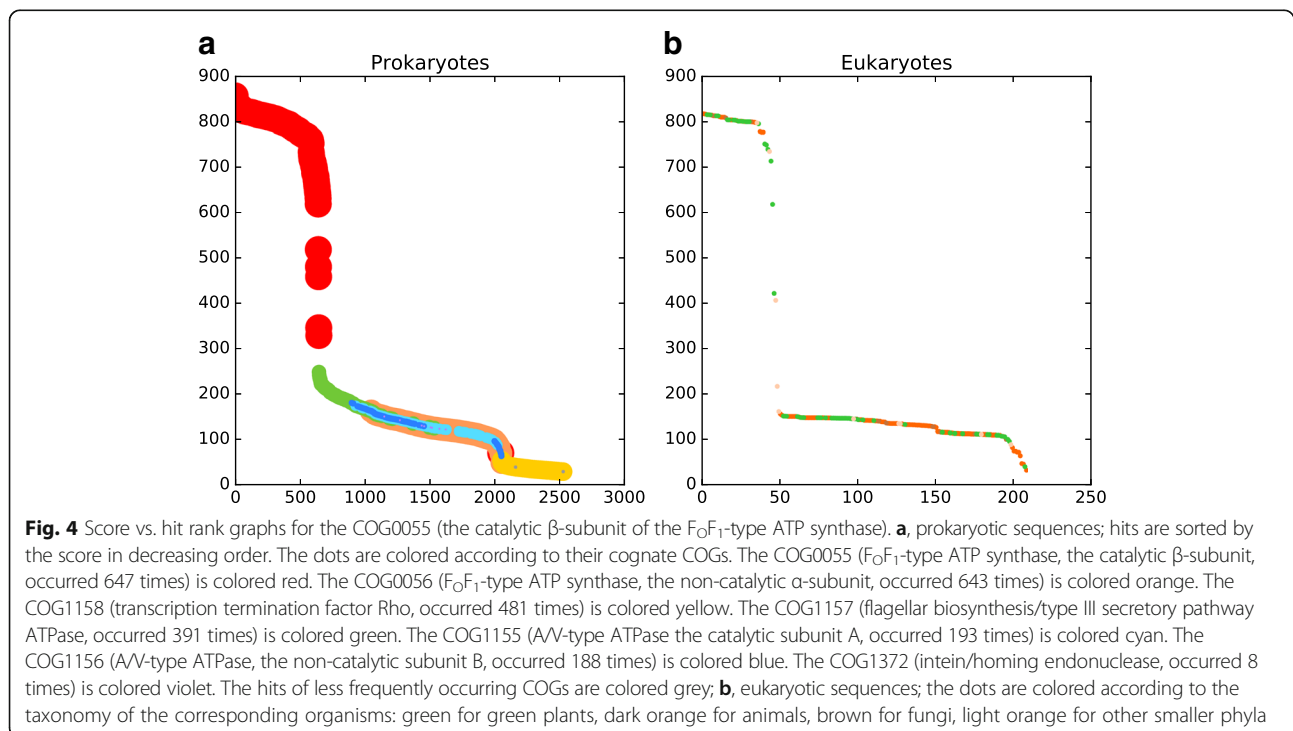 a
b
Prokaryotes
900
800
700
600
500
400
300
200
100
0
0 500 1000 1500 2000 2500 3000
Eukaryotes
900
800
700
600
500
400
300
200
100
0
0 50 100 150 200 250
Fig. 4 Score vs. hit rank graphs for the COG0055 (the catalytic β-subunit of the FOF1-type ATP synthase). a, prokaryotic sequences; hits are sorted by
the score in decreasing order. The dots are colored according to their cognate COGs. The COG0055 (FOF1-type ATP synthase, the catalytic β-subunit,
occurred 647 times) is colored red. The COG0056 (FOF1-type ATP synthase, the non-catalytic α-subunit, occurred 643 times) is colored orange. The
COG1158 (transcription termination factor Rho, occurred 481 times) is colored yellow. The COG1157 (flagellar biosynthesis/type III secretory pathway
ATPase, occurred 391 times) is colored green. The COG1155 (A/V-type ATPase the catalytic subunit A, occurred 193 times) is colored cyan. The
COG1156 (A/V-type ATPase, the non-catalytic subunit B, occurred 188 times) is colored blue. The COG1372 (intein/homing endonuclease, occurred 8
times) is colored violet. The hits of less frequently occurring COGs are colored grey; b, eukaryotic sequences; the dots are colored according to the
taxonomy of the corresponding organisms: green for green plants, dark orange for animals, brown for fungi, light orange for other smaller phyla